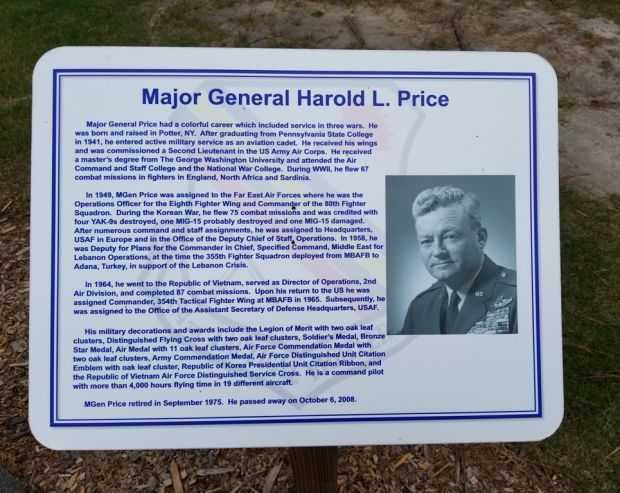 Major General Harold L. Price
Major General Price had a colorful career which included service in three wars. He
was born and raised in Potter, NY. After graduating from Pennsylvania State College
in 1941, he entered active military service as an aviation cadet. He received his wings
and was commissioned a Second Lieutenant in the US Army Air Corps. He received
a master's degree from The George Washington University and attended the Air
Command and Staff College and the National War College. During WWII, he flew 67
combat missions in fighters in England, North Africa and Sardinia.
In 1949, MGen Price was assigned to the Far East Air Forces where he was the
Operations Officer for the Eighth Fighter Wing and Commander of the 80th Fighter
Squadron. During the Korean War, he flew 75 combat missions and was credited with
four YAK-9s destroyed, one MIG-15 probably destroyed and one MIG-15 damaged.
After numerous command and staff assignments, he was assigned to Headquarters,
USAF in Europe and in the Office of the Deputy Chief of Staff, Operations. In 1958, he
was Deputy for Plans for the Commander in Chief, Specified Command, Middle East for
Lebanon Operations, at the time the 355th Fighter Squadron deployed from MBAFB to
Adana, Turkey, in support of the Lebanon Crisis.
In 1964, he went to the Republic of Vietnam, served as Director of Operations, 2nd
Air Division, and completed 87 combat missions. Upon his return to the US he was
assigned Commander, 354th Tactical Fighter Wing at MBAFB in 1965. Subsequently, he
was assigned to the Office of the Assistant Secretary of Defense Headquarters, USAF.
His military decorations and awards include the Legion of Merit with two oak leaf
clusters, Distinguished Flying Cross with two oak leaf clusters, Soldier's Medal, Bronze
Star Medal, Air Medal with 11 oak leaf clusters, Air Force Commendation Medal with
two oak leaf clusters, Army Commendation Medal, Air Force Distinguished Unit Citation
Emblem with oak leaf cluster, Republic of Korea Presidential Unit Citation Ribbon, and
the Republic of Vietnam Air Force Distinguished Service Cross. He is a command pilot
with more than 4,000 hours flying time in 19 different aircraft.
MGen Price retired in September 1975. He passed away on October 6, 2008.